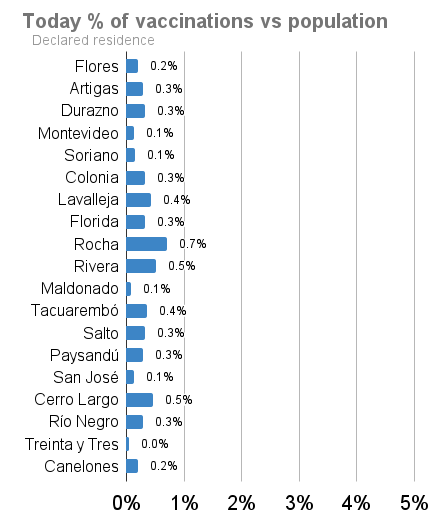 Today % of vaccinations vs population
Declared residence
Flores 0.2%
Artigas 0.3%
Durazno 0.3%
Montevideo 0.1%
Soriano 0.1%
Colonia 0.3%
Lavalleja 0.4%
Florida 0.3%
Rocha 0.7%
Rivera 0.5%
Maldonado 0.1%
Tacuarembó 0.4%
Salto 0.3%
Paysandú 0.3%
San José 0.1%
Cerro Largo 0.5%
Río Negro 0.3%
Treinta y Tres 0.0%
Canelones 0.2%
0% 1% 2% 3% 4% 5%